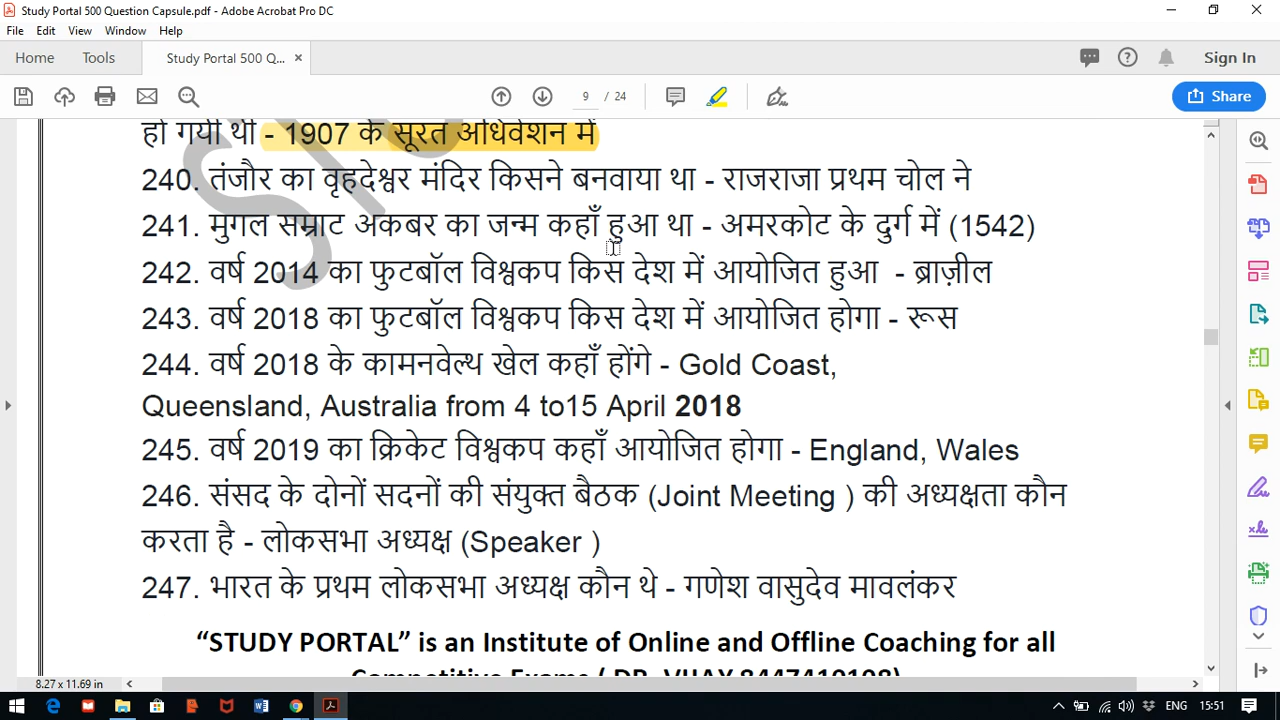 Study Portal 500 Question Capsule.pdf - Adobe Acrobat Pro DC
File Edit View Window Help
Home Tools Study Portal 500 Q... × Sign In
9 / 24 Share
हो गयी थी - 1907 के सूरत अधिवेशन में
240. तंजौर का वृहदेश्वर मंदिर किसने बनवाया था - राजराजा प्रथम चोल ने
241. मुगल सम्राट अकबर का जन्म कहाँ हुआ था - अमरकोट के दुर्ग में (1542)
242. वर्ष 2014 का फुटबॉल विश्वकप किस देश में आयोजित हुआ - ब्राज़ील
243. वर्ष 2018 का फुटबॉल विश्वकप किस देश में आयोजित होगा - रूस
244. वर्ष 2018 के कामनवेल्थ खेल कहाँ होंगे - Gold Coast,
Queensland, Australia from 4 to15 April 2018
245. वर्ष 2019 का क्रिकेट विश्वकप कहाँ आयोजित होगा - England, Wales
246. संसद के दोनों सदनों की संयुक्त बैठक (Joint Meeting ) की अध्यक्षता कौन
करता है - लोकसभा अध्यक्ष (Speaker )
247. भारत के प्रथम लोकसभा अध्यक्ष कौन थे - गणेश वासुदेव मावलंकर
“STUDY PORTAL” is an Institute of Online and Offline Coaching for all
Competitive Exams ( DR. VIJAY 8447410108)
8.27 x 11.69 in
ENG 15:51